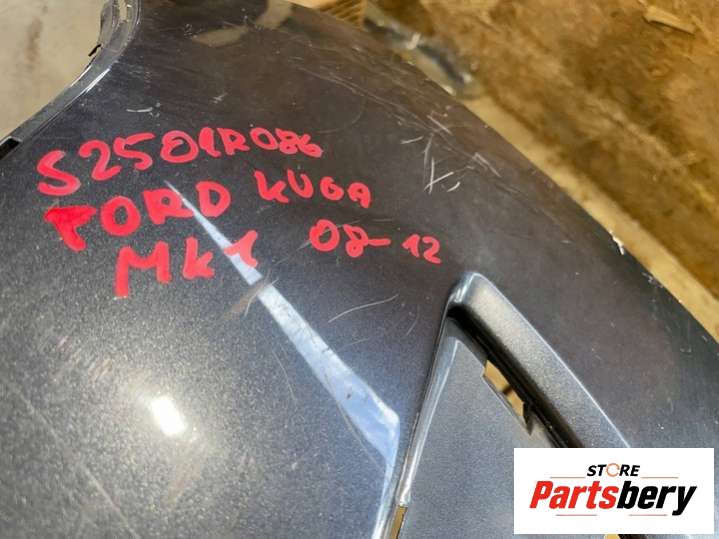 S2501R086
FORD KUGA
MK1 08-12
STORE
Partsbery